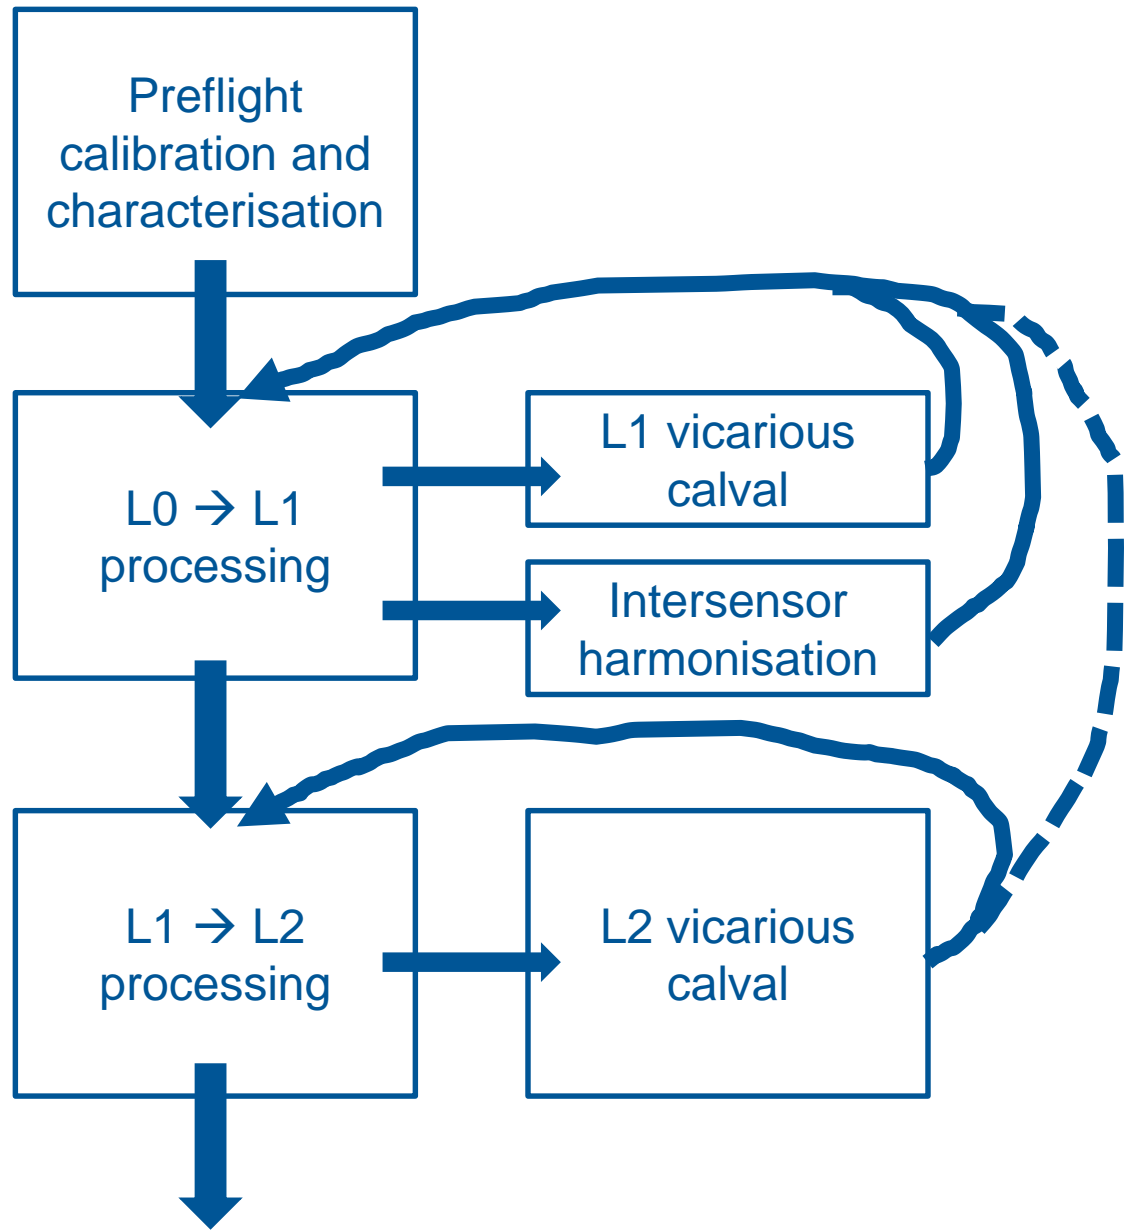 Preflight
calibration and
characterisation
L0 → L1
processing
L1 vicarious
calval
Intersensor
harmonisation
L1 → L2
processing
L2 vicarious
calval